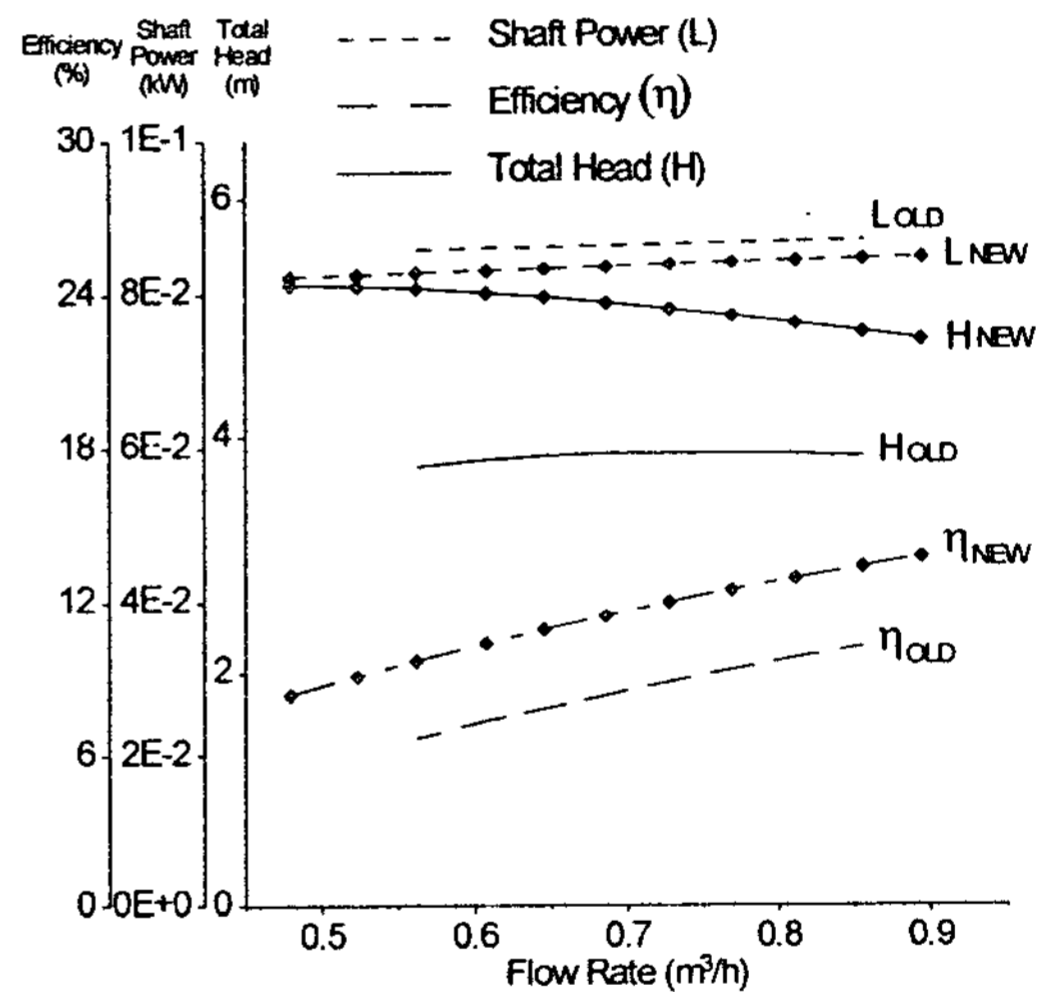 Efficiency (%)
Shaft Power (kW)
Total Head (m)
Shaft Power (L)
Efficiency (η)
Total Head (H)
30
24
18
12
6
0
1E-1
8E-2
6E-2
4E-2
2E-2
0E+0
6
4
2
0
LOLD
LNEW
HNEW
HOLD
ηNEW
ηOLD
0.5 0.6 0.7 0.8 0.9
Flow Rate (m³/h)